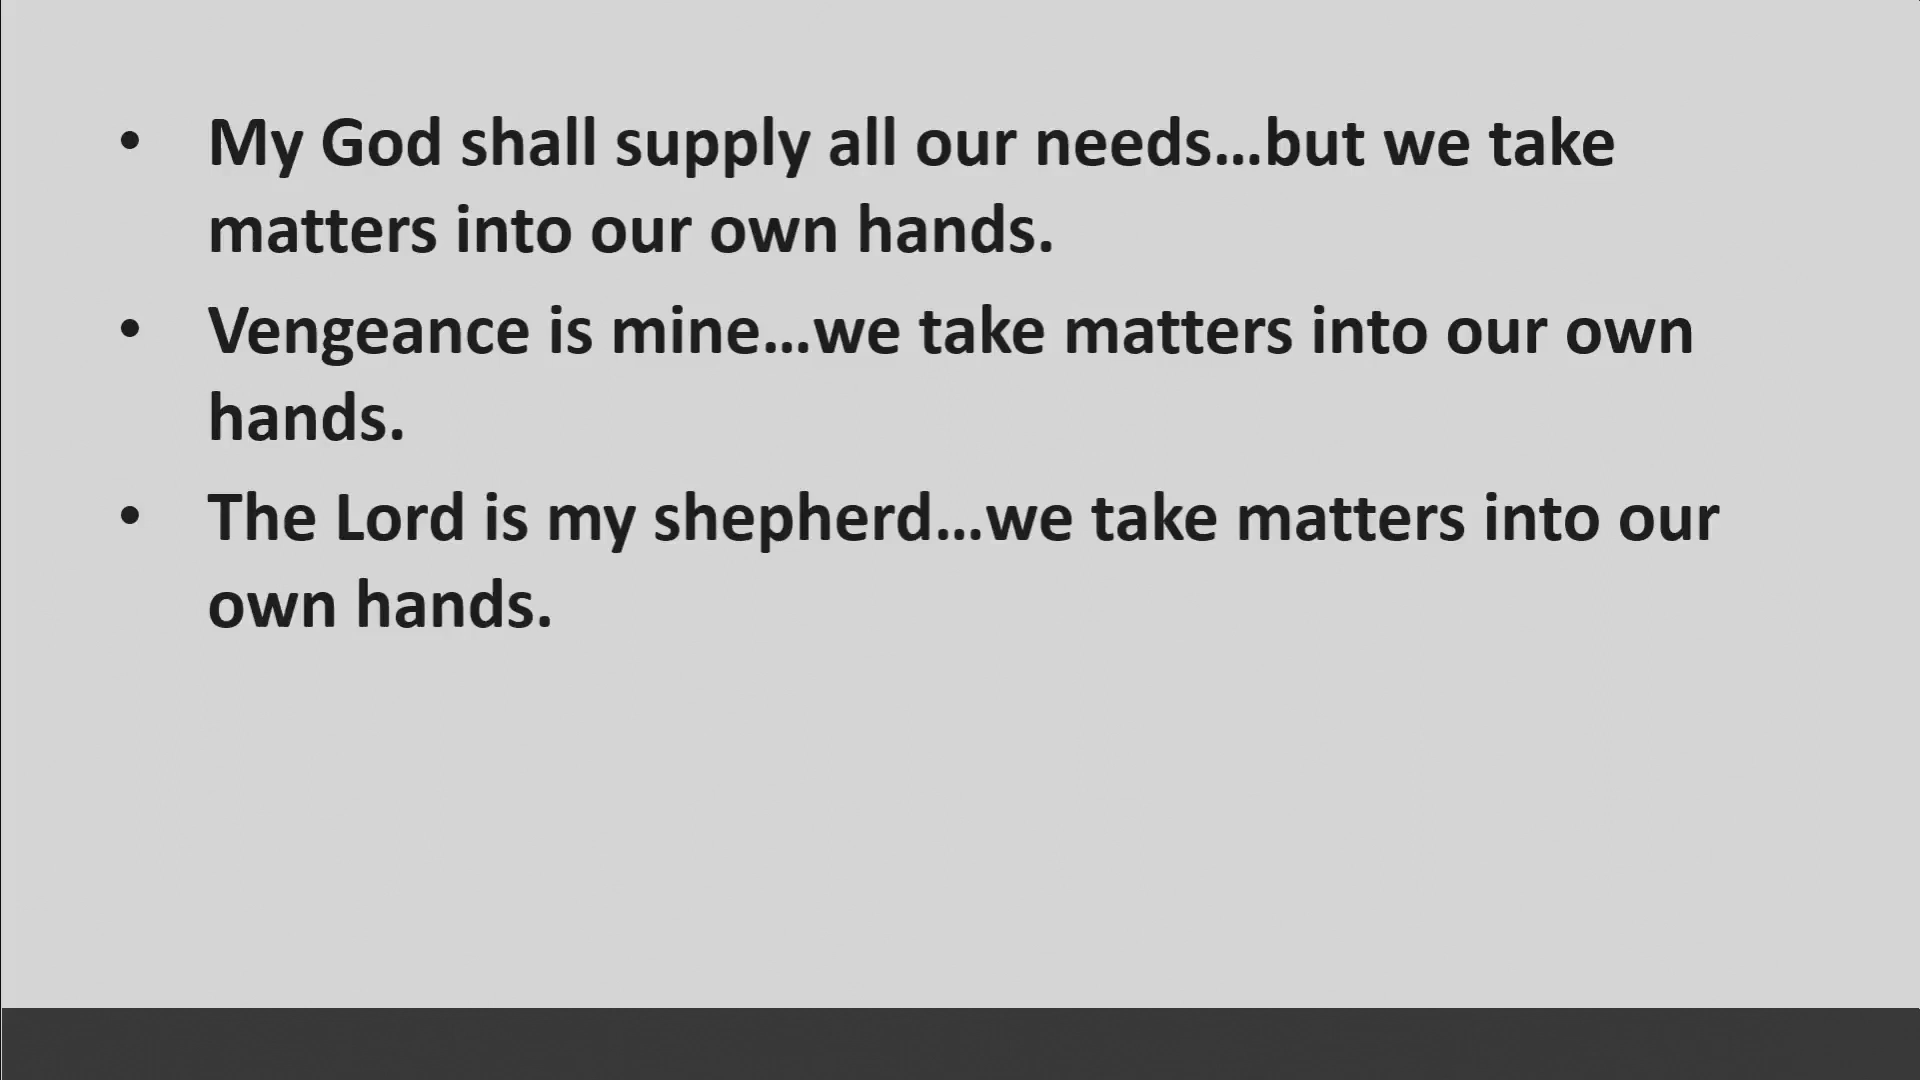 • My God shall supply all our needs...but we take
matters into our own hands.
• Vengeance is mine...we take matters into our own
hands.
• The Lord is my shepherd...we take matters into our
own hands.